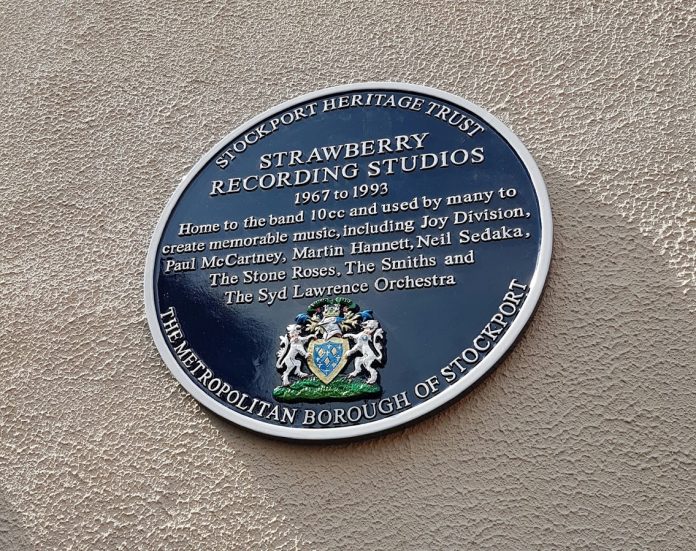 STOCKPORT HERITAGE TRUST
STRAWBERRY
RECORDING STUDIOS
1967 to 1993
Home to the band 10cc and used by many to
create memorable music, including Joy Division,
Paul McCartney, Martin Hannett, Neil Sedaka,
The Stone Roses, The Smiths and
The Syd Lawrence Orchestra
THE METROPOLITAN BOROUGH OF STOCKPORT